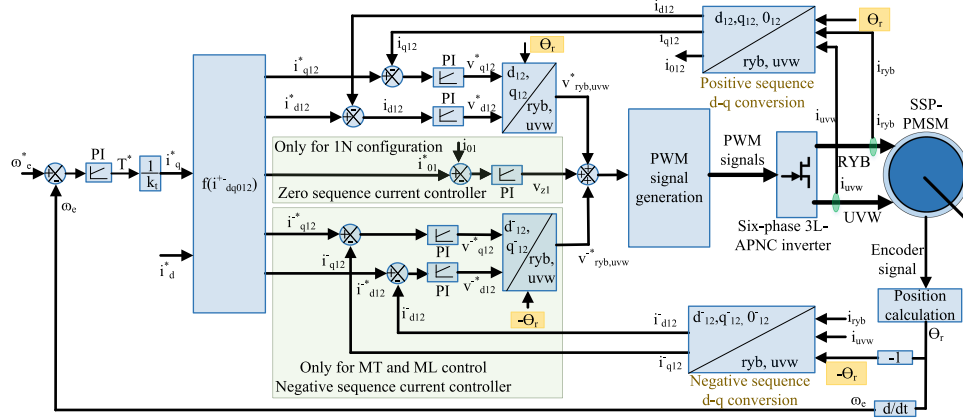 i_d12
d_12, q_12, 0_12
ryb, uvw
Θ_r
i_q12
i_012
Positive sequence
d-q conversion
i_ryb
i_uvw
i_ryb
SSP-
PMSM
i_q12
PI
Θ_r
i*_q12
v*_q12
d_12,
q_12
ryb,
uvw
v*_ryb,uvw
i*_d12
i_d12
PI
v*_d12
Only for 1N configuration
i_01
i*_01
PI
v_z1
Zero sequence current controller
ω*_e
PI
T*
1
k_t
i*_q
ω_e
f(i^+-_dq012)
i*_d
PWM
signal
generation
PWM
signals
RYB
i_uvw
UVW
Six-phase 3L-
APNC inverter
Encoder
signal
Position
calculation
Θ_r
i^-*_q12
PI
v^-*_q12
d^-_12,
q^-_12
ryb,
uvw
v^-*_ryb,uvw
i^-_q12
i^-*_d12
PI
v^-*_d12
i^-_d12
-Θ_r
i^-_d12
d^-_12, q^-_12, 0^-_12
ryb, uvw
i_ryb
i_uvw
i^-_q12
-1
-Θ_r
Only for MT and ML control
Negative sequence current controller
Negative sequence
d-q conversion
ω_e
d/dt